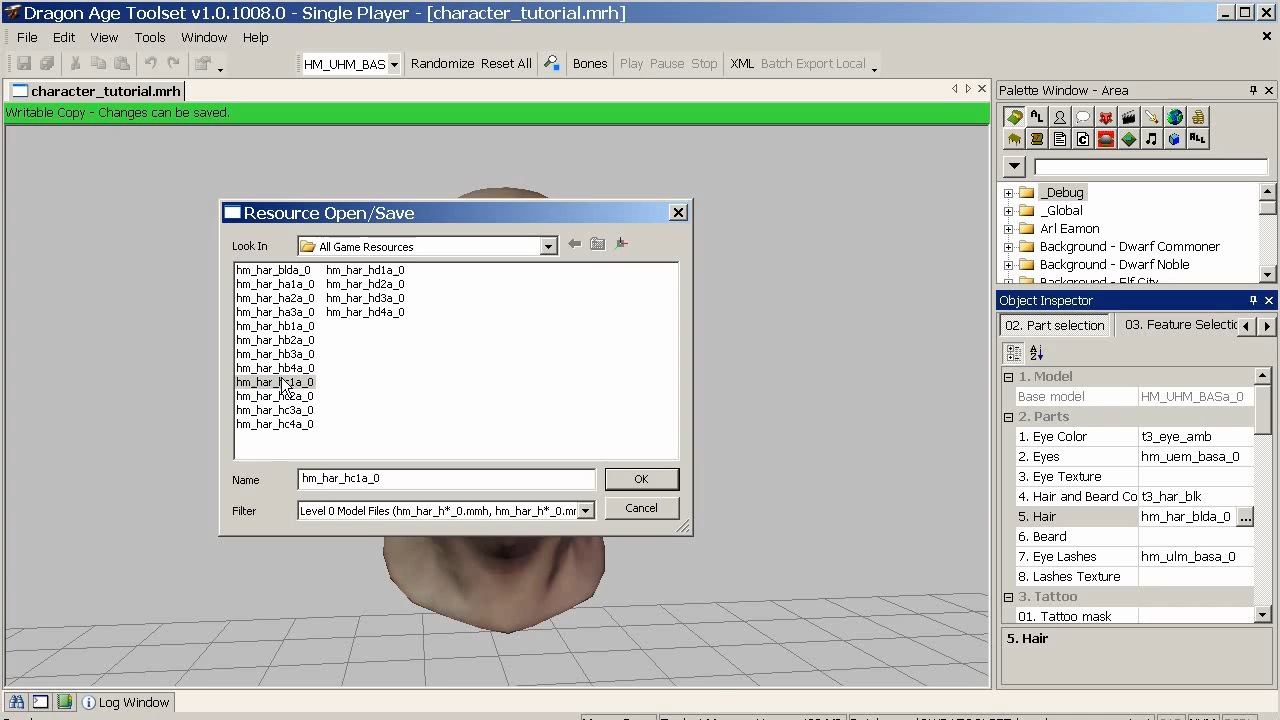 Dragon Age Toolset v1.0.1008.0 - Single Player - [character_tutorial.mrh]
File Edit View Tools Window Help
HM_UHM_BAS Randomize Reset All Bones Play Pause Stop XML Batch Export Local
character_tutorial.mrh
Writable Copy - Changes can be saved.
Resource Open/Save
Look In All Game Resources
hm_har_blda_0 hm_har_hd1a_0
hm_har_ha1a_0 hm_har_hd2a_0
hm_har_ha2a_0 hm_har_hd3a_0
hm_har_ha3a_0 hm_har_hd4a_0
hm_har_hb1a_0
hm_har_hb2a_0
hm_har_hb3a_0
hm_har_hb4a_0
hm_har_hc1a_0
hm_har_hc2a_0
hm_har_hc3a_0
hm_har_hc4a_0
Name hm_har_hc1a_0 OK
Filter Level 0 Model Files (hm_har_h*_0.mmh, hm_har_h*_0.mr Cancel
Palette Window - Area
_Debug
_Global
Arl Eamon
Background - Dwarf Commoner
Background - Dwarf Noble
Background - Elf City
Object Inspector
02. Part selection 03. Feature Selectic
1. Model
Base model HM_UHM_BASa_0
2. Parts
1. Eye Color t3_eye_amb
2. Eyes hm_uem_basa_0
3. Eye Texture
4. Hair and Beard Co t3_har_blk
5. Hair hm_har_blda_0 ...
6. Beard
7. Eye Lashes hm_ulm_basa_0
8. Lashes Texture
3. Tattoo
01. Tattoo mask
5. Hair
Log Window